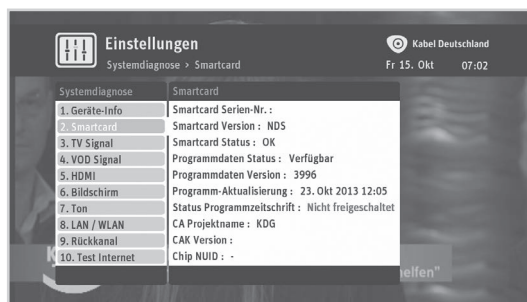 Einstellungen
Kabel Deutschland
Systemdiagnose > Smartcard
Fr 15. Okt 07:02
Systemdiagnose
Smartcard
1. Geräte-Info
2. Smartcard
3. TV Signal
4. VOD Signal
5. HDMI
6. Bildschirm
7. Ton
8. LAN / WLAN
9. Rückkanal
10. Test Internet
Smartcard Serien-Nr. :
Smartcard Version : NDS
Smartcard Status : OK
Programmdaten Status : Verfügbar
Programmdaten Version : 3996
Programm-Aktualisierung : 23. Okt 2013 12:05
Status Programmzeitschrift : Nicht freigeschaltet
CA Projektname : KDG
CAK Version :
Chip NUID : -
K
helfen"